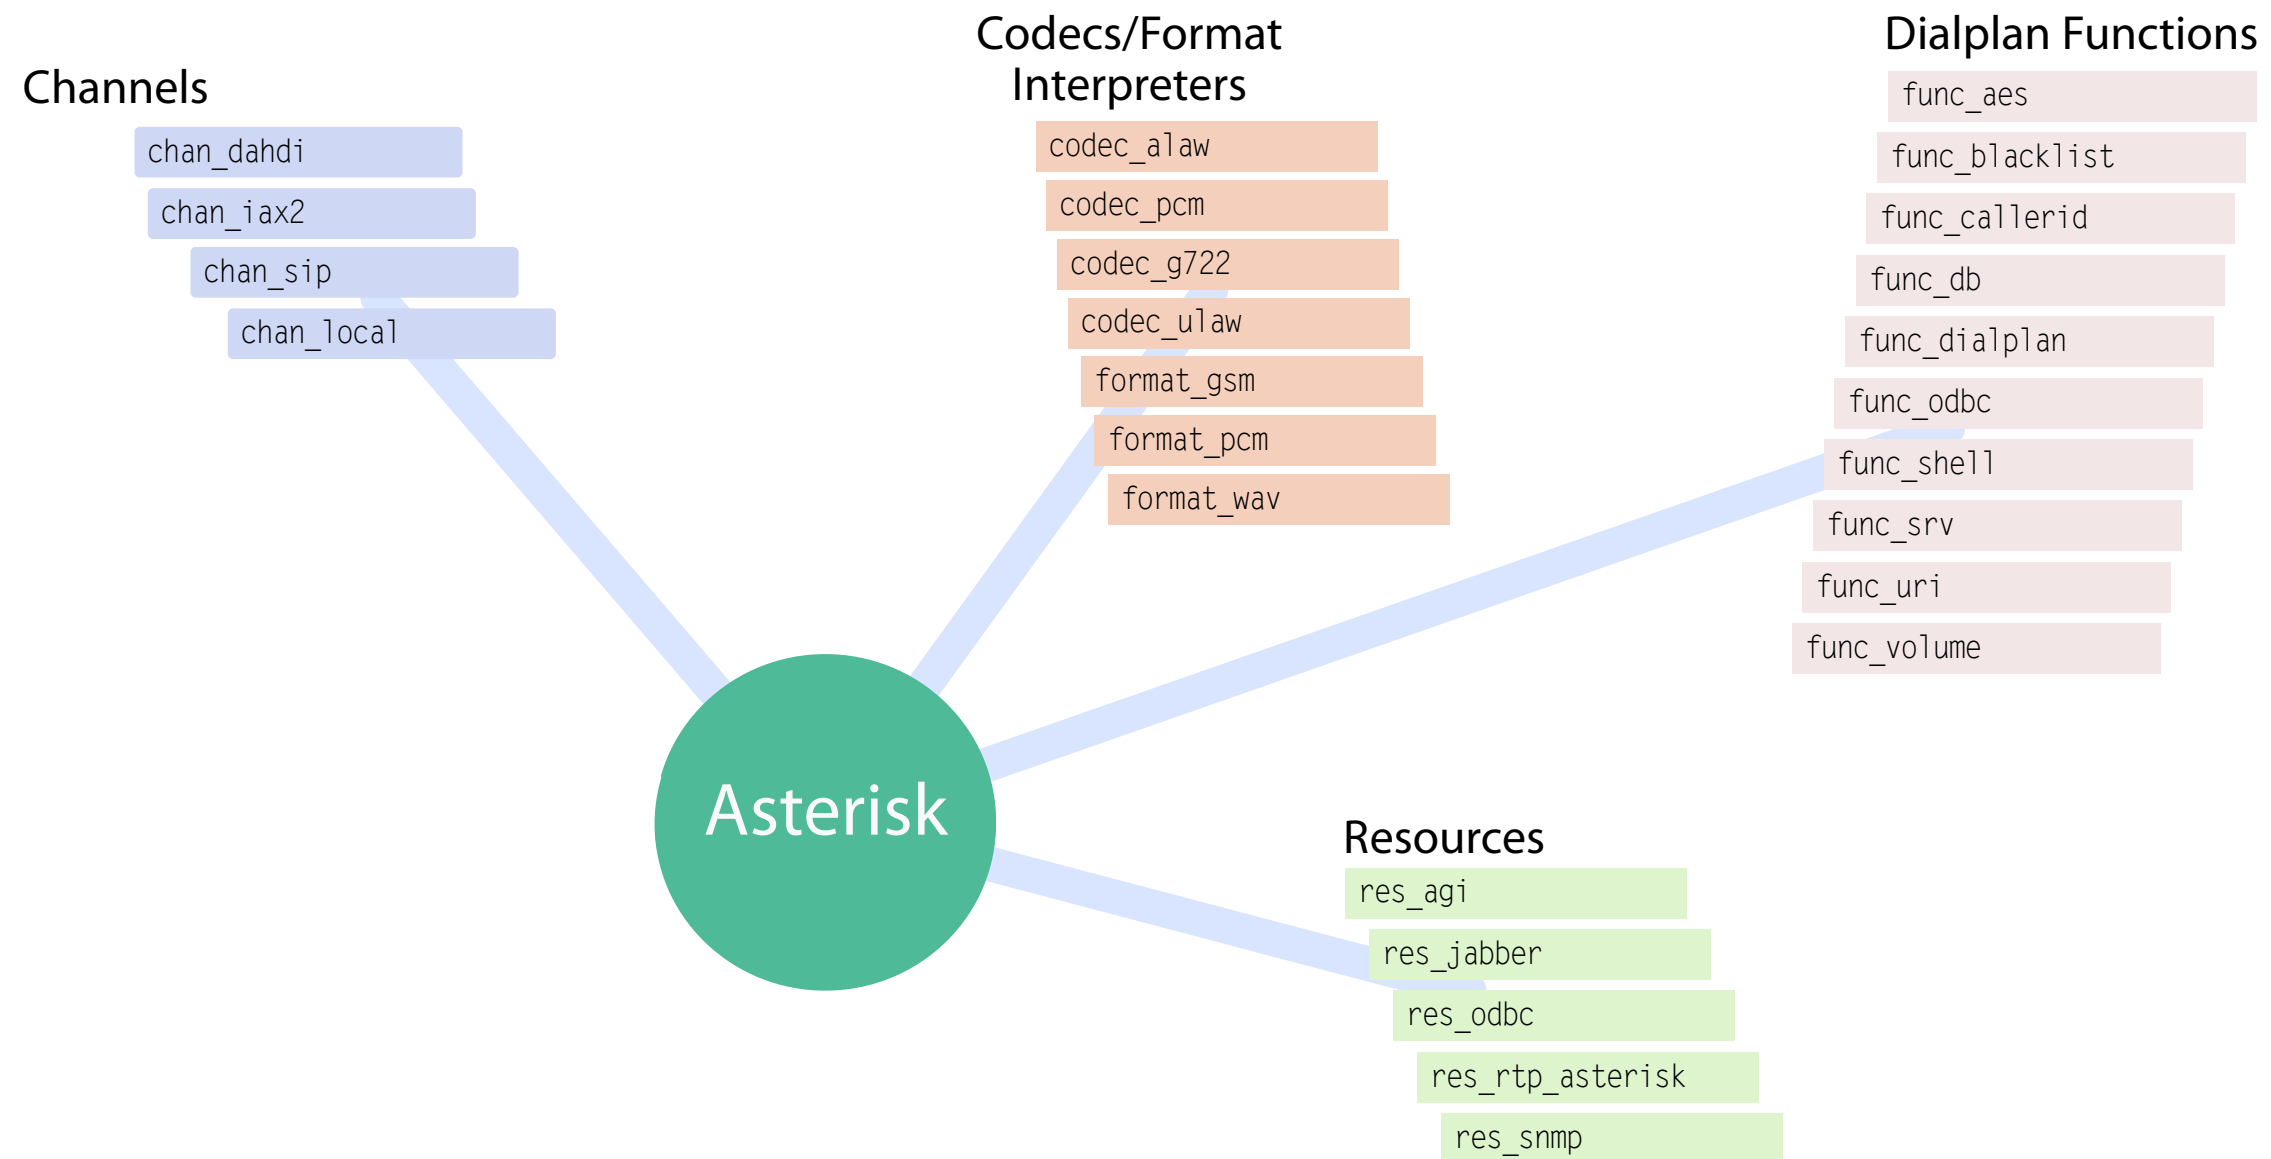 Channels
chan_dahdi
chan_iax2
chan_sip
chan_local
Codecs/Format
Interpreters
codec_alaw
codec_pcm
codec_g722
codec_ulaw
format_gsm
format_pcm
format_wav
Dialplan Functions
func_aes
func_blacklist
func_callerid
func_db
func_dialplan
func_odbc
func_shell
func_srv
func_uri
func_volume
Asterisk
Resources
res_agi
res_jabber
res_odbc
res_rtp_asterisk
res_snmp